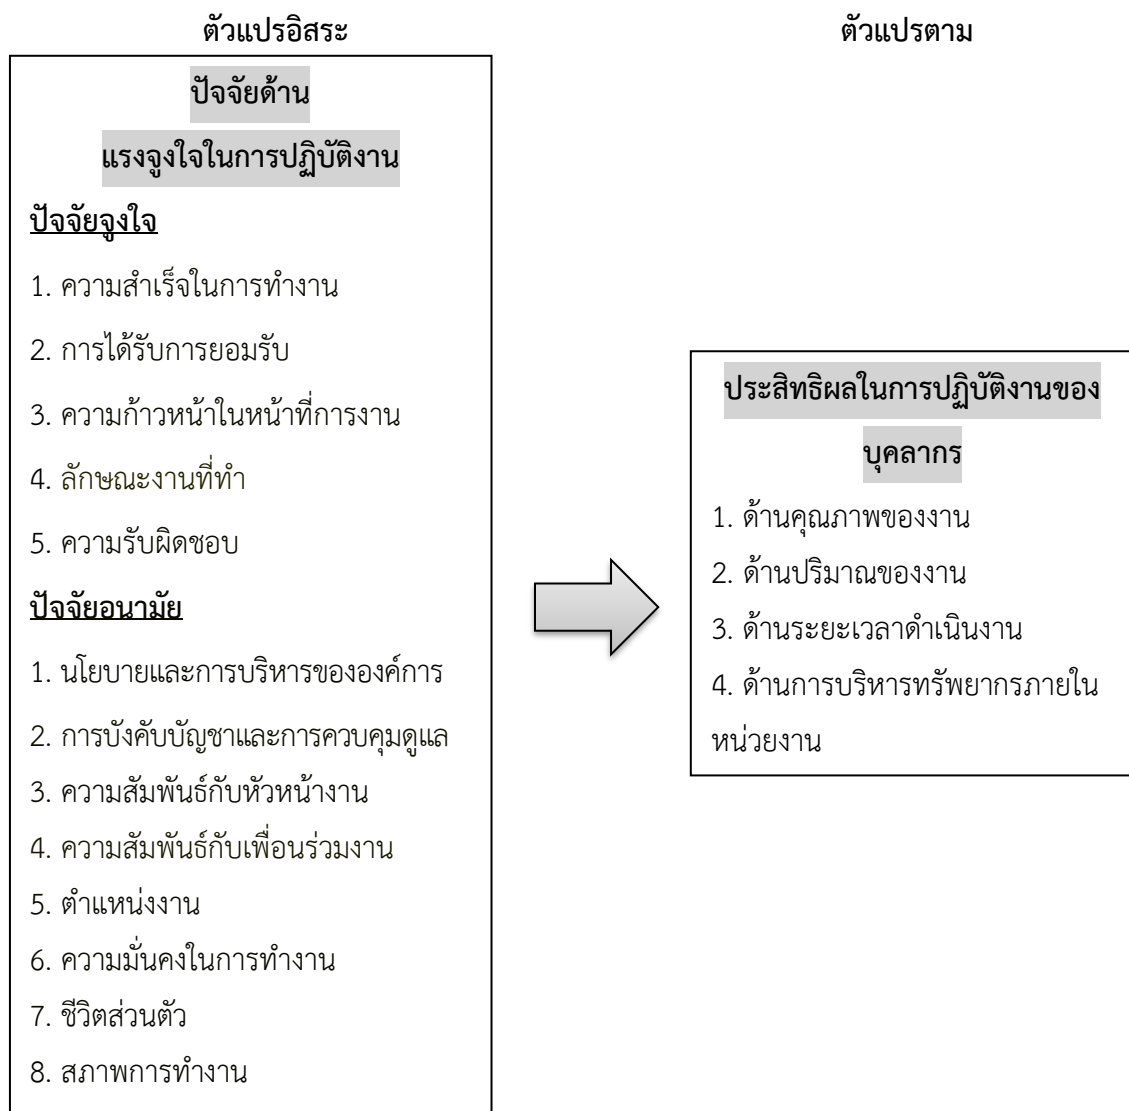 ตัวแปรอิสระ
ปัจจัยด้าน
แรงจูงใจในการปฏิบัติงาน
ปัจจัยจูงใจ
1. ความสำเร็จในการทำงาน
2. การได้รับการยอมรับ
3. ความก้าวหน้าในหน้าที่การงาน
4. ลักษณะงานที่ทำ
5. ความรับผิดชอบ
ปัจจัยอนามัย
1. นโยบายและการบริหารขององค์การ
2. การบังคับบัญชาและการควบคุมดูแล
3. ความสัมพันธ์กับหัวหน้างาน
4. ความสัมพันธ์กับเพื่อนร่วมงาน
5. ตำแหน่งงาน
6. ความมั่นคงในการทำงาน
7. ชีวิตส่วนตัว
8. สภาพการทำงาน
ตัวแปรตาม
ประสิทธิผลในการปฏิบัติงานของ
บุคลากร
1. ด้านคุณภาพของงาน
2. ด้านปริมาณของงาน
3. ด้านระยะเวลาดำเนินงาน
4. ด้านการบริหารทรัพยากรภายใน
หน่วยงาน